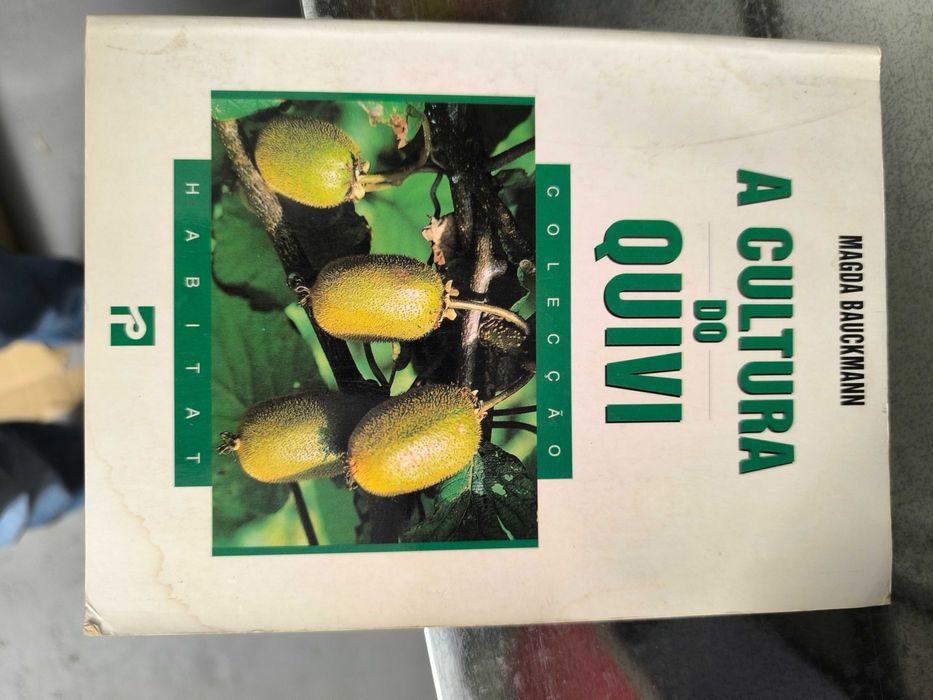 MAGDA BAUCKMANN
A CULTURA
DO
QUIVI
COLECÇÃO
HABITAT